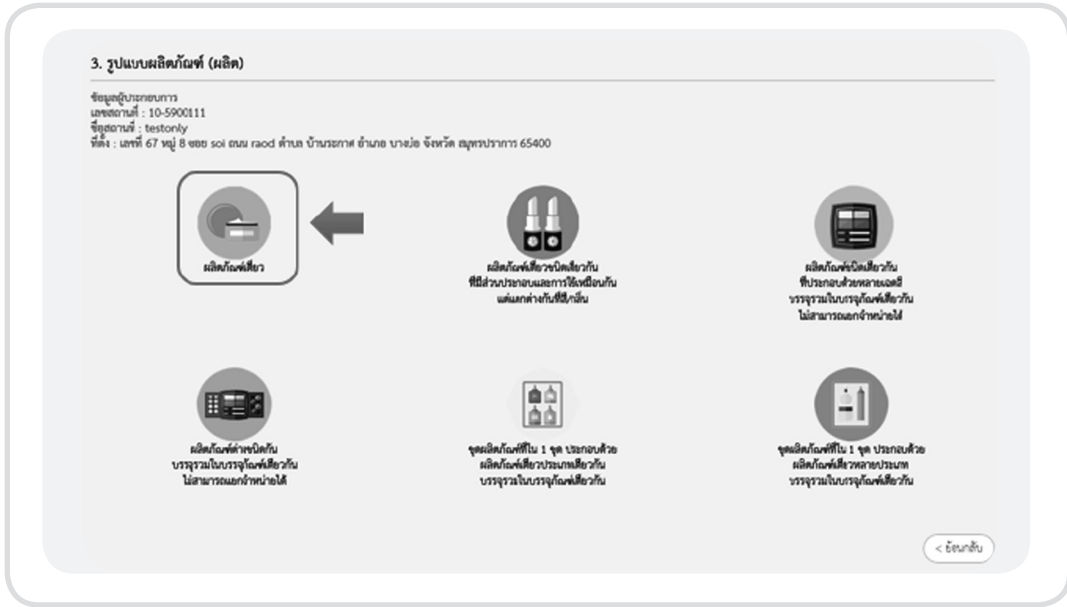 3. รูปแบบผลิตภัณฑ์ (ผลิต)
ข้อมูลผู้ประกอบการ
เลขสถานที่ : 10-5900111
ชื่อสถานที่ : testonly
ที่ตั้ง : เลขที่ 67 หมู่ 8 ซอย soi ถนน raod ตำบล บ้านระกาศ อำเภอ บางบ่อ จังหวัด สมุทรปราการ 65400
ผลิตภัณฑ์เดี่ยว
ผลิตภัณฑ์เดี่ยวชนิดเดียวกัน
ที่มีส่วนประกอบและการใช้เหมือนกัน
แต่แตกต่างกันที่สี/กลิ่น
ผลิตภัณฑ์ชนิดเดียวกัน
ที่ประกอบด้วยหลายเฉดสี
บรรจุรวมในบรรจุภัณฑ์เดียวกัน
ไม่สามารถแยกจำหน่ายได้
ผลิตภัณฑ์ต่างชนิดกัน
บรรจุรวมในบรรจุภัณฑ์เดียวกัน
ไม่สามารถแยกจำหน่ายได้
ชุดผลิตภัณฑ์ที่ใน 1 ชุด ประกอบด้วย
ผลิตภัณฑ์เดี่ยวประเภทเดียวกัน
บรรจุรวมในบรรจุภัณฑ์เดียวกัน
ชุดผลิตภัณฑ์ที่ใน 1 ชุด ประกอบด้วย
ผลิตภัณฑ์เดี่ยวหลายประเภท
บรรจุรวมในบรรจุภัณฑ์เดียวกัน
< ย้อนกลับ